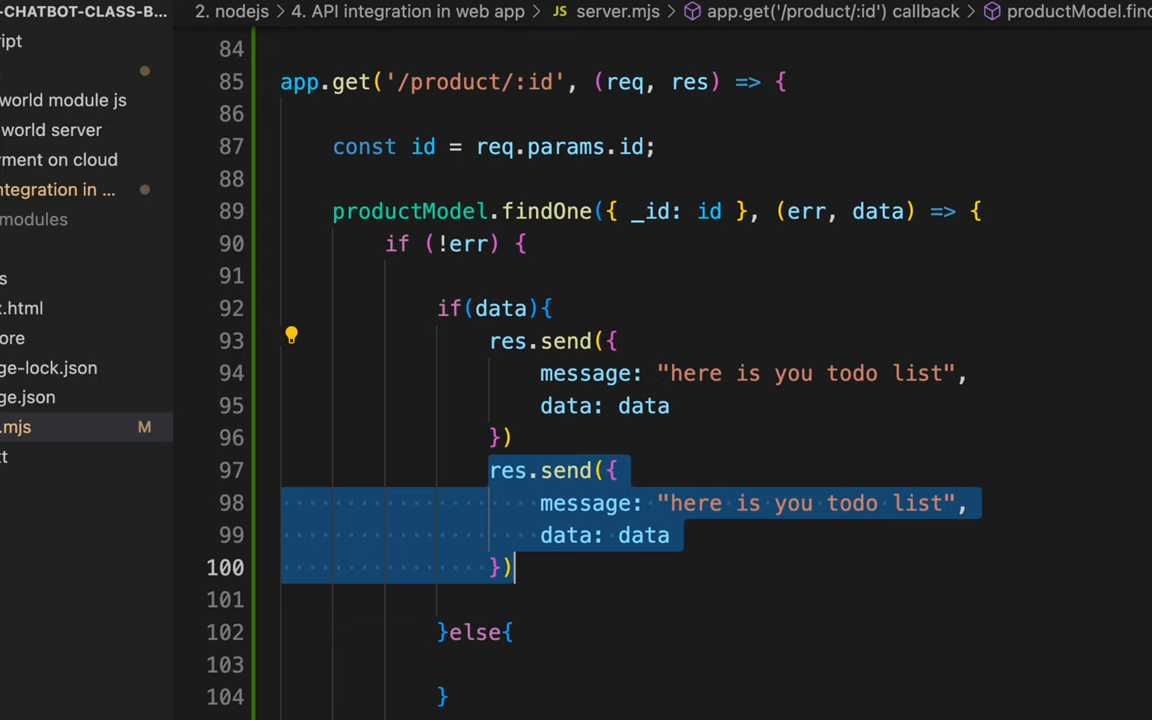 -CHATBOT-CLASS-B...
2. nodejs > 4. API integration in web app > JS server.mjs > app.get('/product/:id') callback > productModel.fin
ript
world module js
world server
ment on cloud
ntegration in ...
modules
s
.html
ore
ge-lock.json
ge.json
.mjs M
t
84
85 app.get('/product/:id', (req, res) => {
86
87 const id = req.params.id;
88
89 productModel.findOne({ _id: id }, (err, data) => {
90 if (!err) {
91
92 if(data){
93 res.send({
94 message: "here is you todo list",
95 data: data
96 })
97 res.send({
98 message: "here is you todo list",
99 data: data
100 })
101
102 }else{
103
104 }